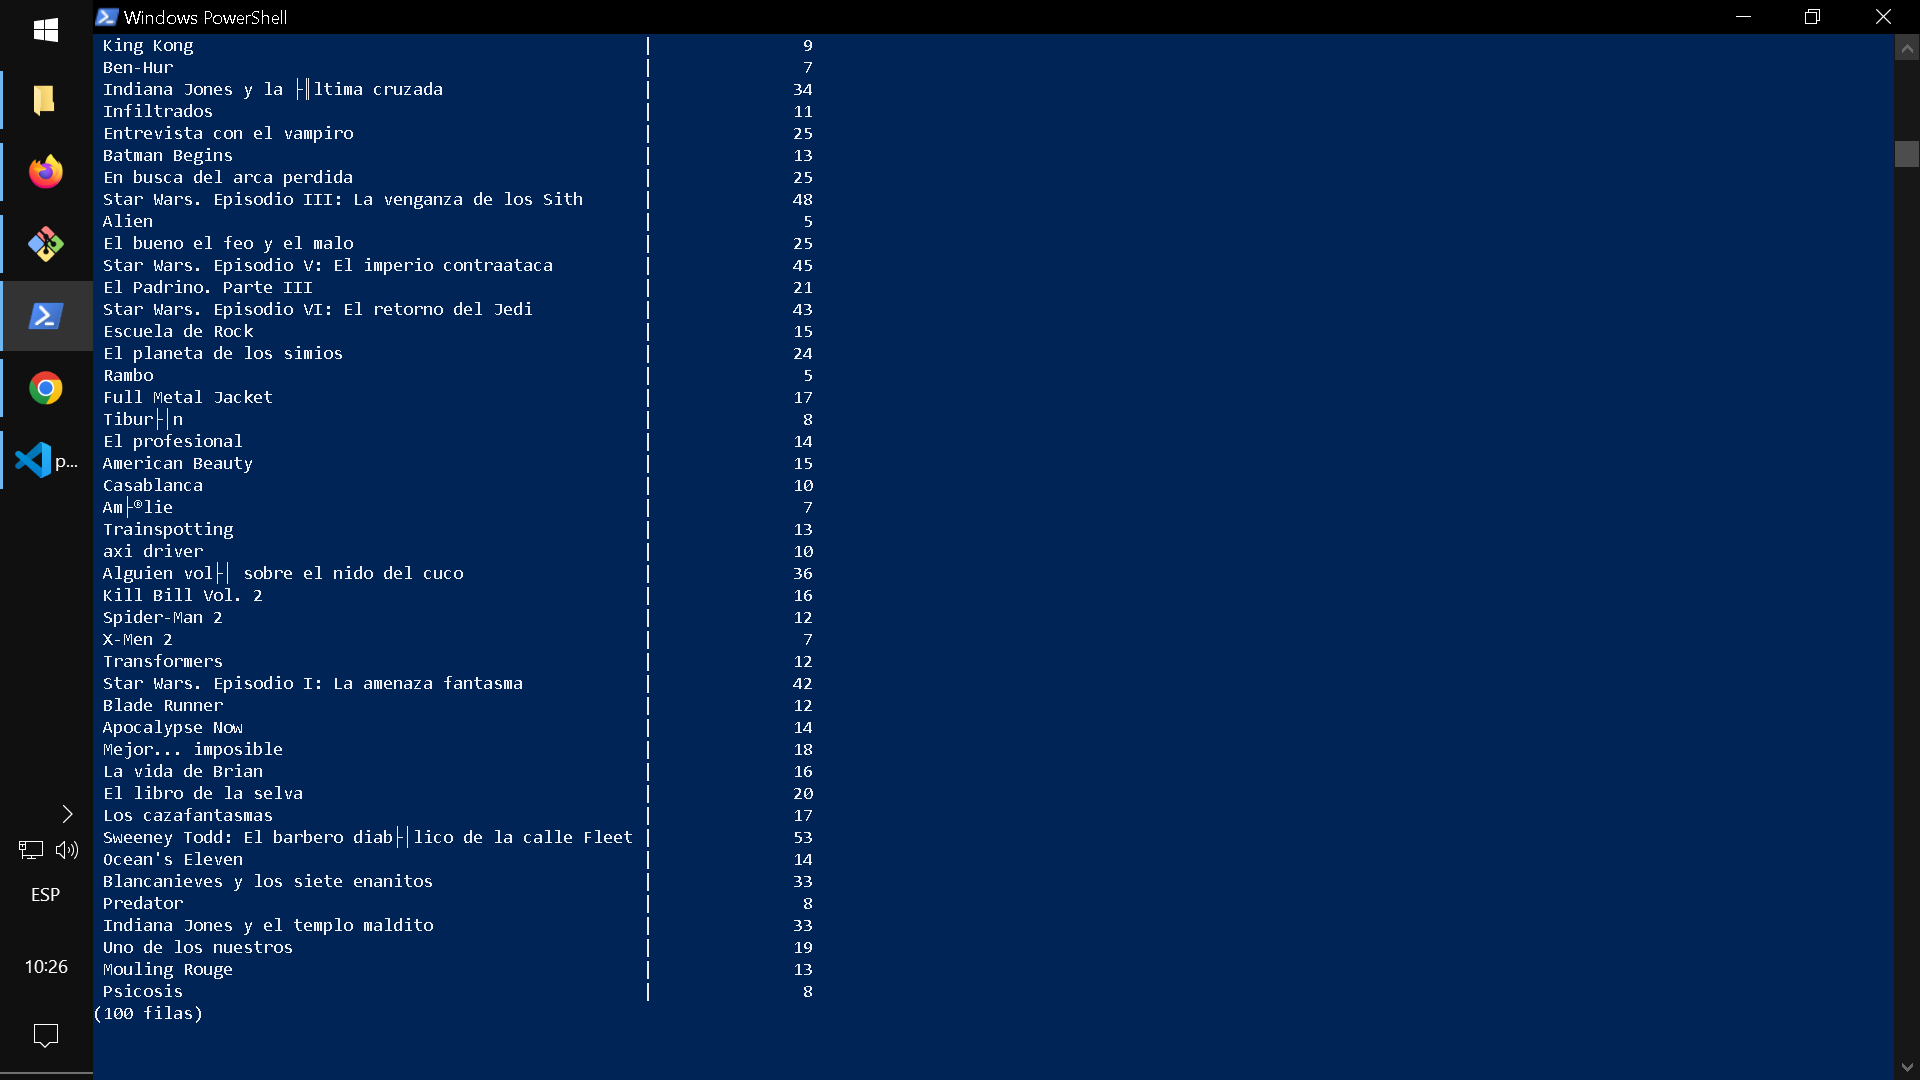 Windows PowerShell
King Kong | 9
Ben-Hur | 7
Indiana Jones y la ├║ltima cruzada | 34
Infiltrados | 11
Entrevista con el vampiro | 25
Batman Begins | 13
En busca del arca perdida | 25
Star Wars. Episodio III: La venganza de los Sith | 48
Alien | 5
El bueno el feo y el malo | 25
Star Wars. Episodio V: El imperio contraataca | 45
El Padrino. Parte III | 21
Star Wars. Episodio VI: El retorno del Jedi | 43
Escuela de Rock | 15
El planeta de los simios | 24
Rambo | 5
Full Metal Jacket | 17
Tibur├│n | 8
El profesional | 14
American Beauty | 15
Casablanca | 10
Am├®lie | 7
Trainspotting | 13
axi driver | 10
Alguien vol├│ sobre el nido del cuco | 36
Kill Bill Vol. 2 | 16
Spider-Man 2 | 12
X-Men 2 | 7
Transformers | 12
Star Wars. Episodio I: La amenaza fantasma | 42
Blade Runner | 12
Apocalypse Now | 14
Mejor... imposible | 18
La vida de Brian | 16
El libro de la selva | 20
Los cazafantasmas | 17
Sweeney Todd: El barbero diab├│lico de la calle Fleet | 53
Ocean's Eleven | 14
Blancanieves y los siete enanitos | 33
Predator | 8
Indiana Jones y el templo maldito | 33
Uno de los nuestros | 19
Mouling Rouge | 13
Psicosis | 8
(100 filas)
p...
ESP
10:26